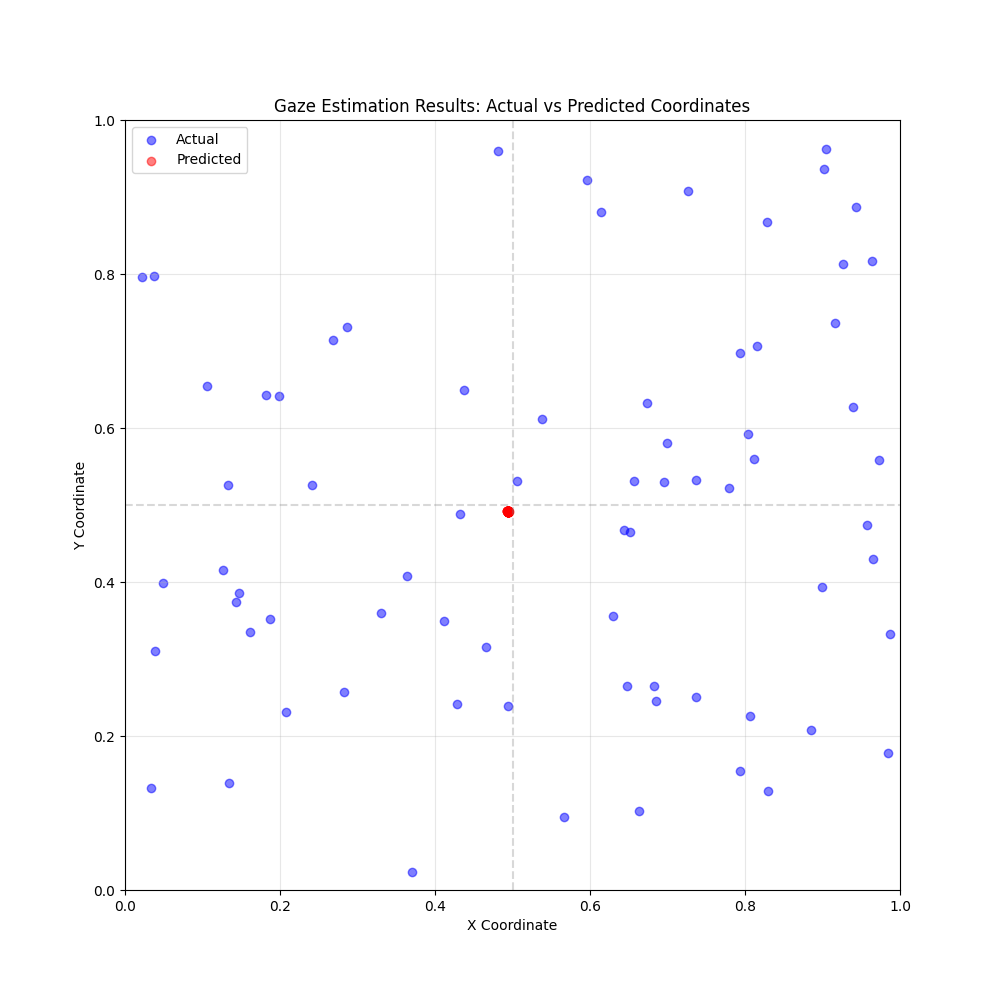 Gaze Estimation Results: Actual vs Predicted Coordinates
Actual
Predicted
1.0
0.8
0.6
0.4
0.2
0.0
Y Coordinate
0.0 0.2 0.4 0.6 0.8 1.0
X Coordinate